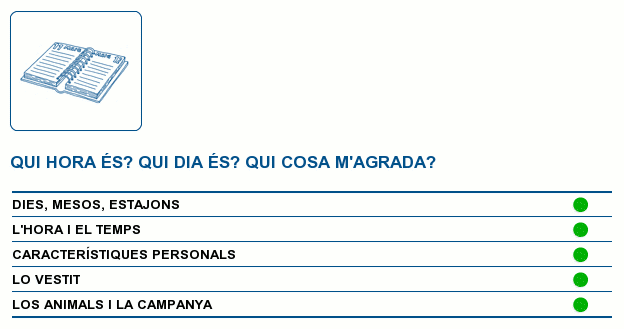 QUI HORA ÉS? QUI DIA ÉS? QUI COSA M'AGRADA?
DIES, MESOS, ESTAJONS
L'HORA I EL TEMPS
CARACTERÍSTIQUES PERSONALS
LO VESTIT
LOS ANIMALS I LA CAMPANYA